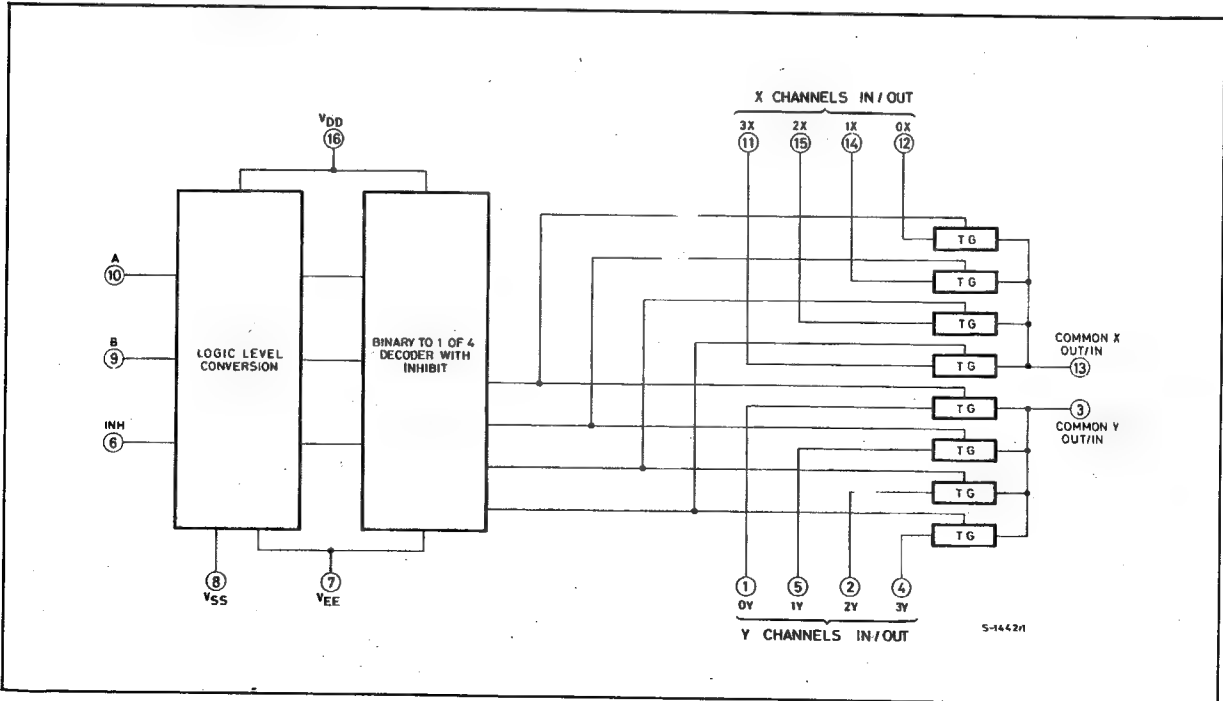 X CHANNELS IN / OUT
3X 2X 1X 0X
11 15 14 12
VDD
16
TG
TG
TG
TG
TG
TG
TG
TG
A
10
B
9
INH
6
LOGIC LEVEL
CONVERSION
BINARY TO 1 OF 4
DECODER WITH
INHIBIT
COMMON X
OUT/IN
13
3
COMMON Y
OUT/IN
8
VSS
7
VEE
1 5 2 4
0Y 1Y 2Y 3Y
Y CHANNELS IN/OUT
S-1442/1